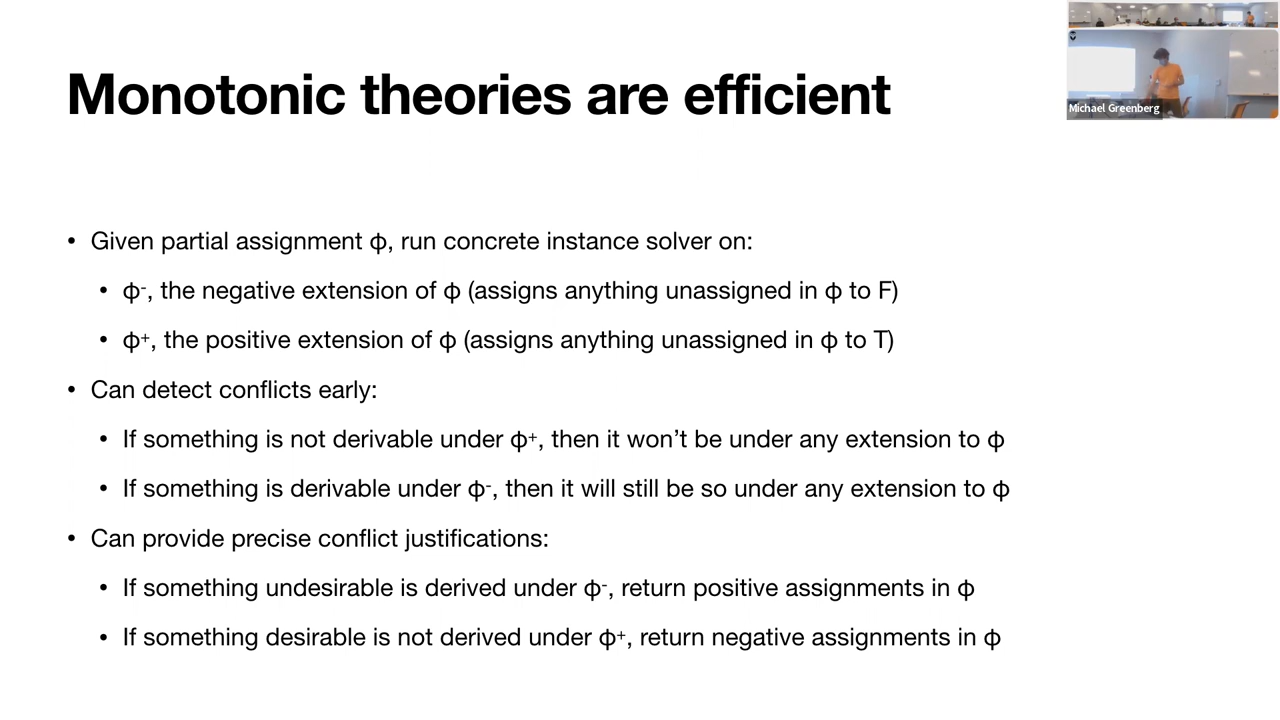 Monotonic theories are efficient
Michael Greenberg
• Given partial assignment ϕ, run concrete instance solver on:
• ϕ⁻, the negative extension of ϕ (assigns anything unassigned in ϕ to F)
• ϕ⁺, the positive extension of ϕ (assigns anything unassigned in ϕ to T)
• Can detect conflicts early:
• If something is not derivable under ϕ⁺, then it won’t be under any extension to ϕ
• If something is derivable under ϕ⁻, then it will still be so under any extension to ϕ
• Can provide precise conflict justifications:
• If something undesirable is derived under ϕ⁻, return positive assignments in ϕ
• If something desirable is not derived under ϕ⁺, return negative assignments in ϕ